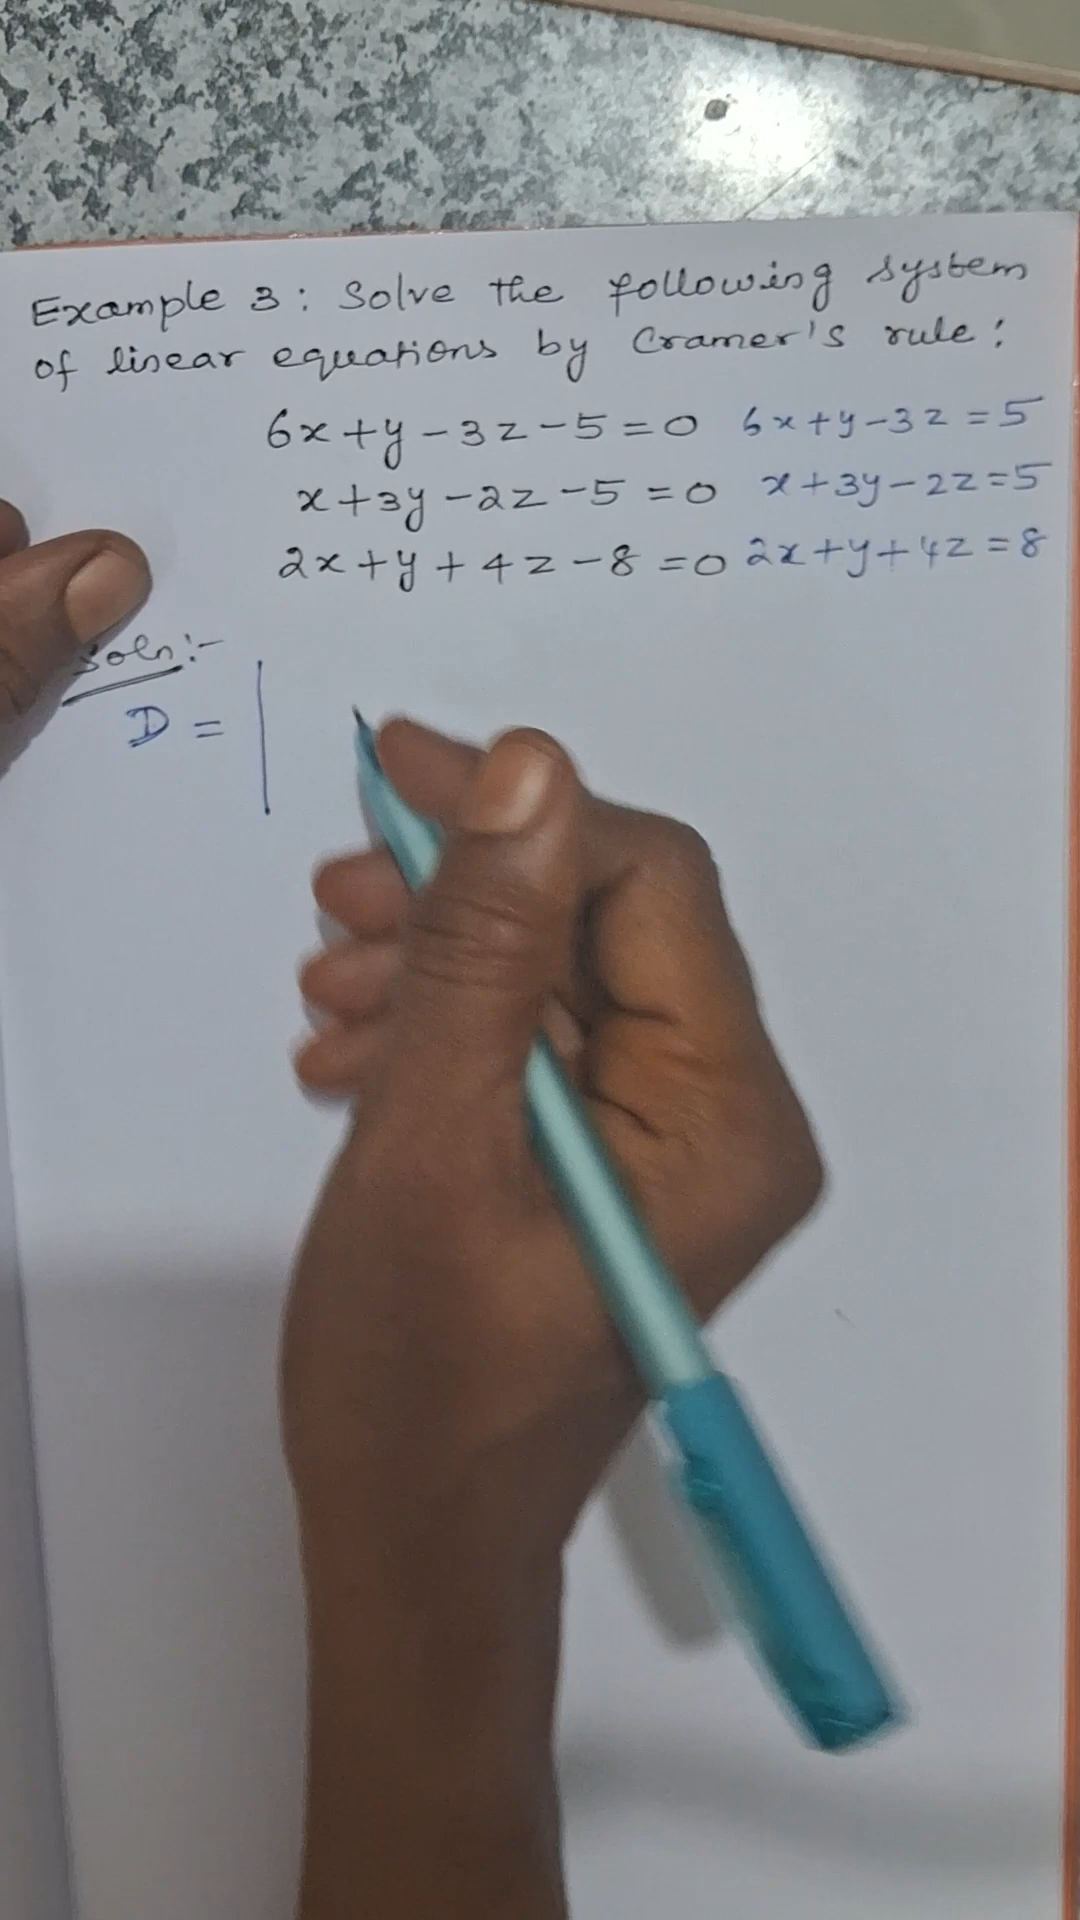 Example 3: Solve the following system
of linear equations by Cramer's rule:
6x+y-3z-5=0 6x+y-3z=5
x+3y-2z-5=0 x+3y-2z=5
2x+y+4z-8=0 2x+y+4z=8
Soln:-
D = |